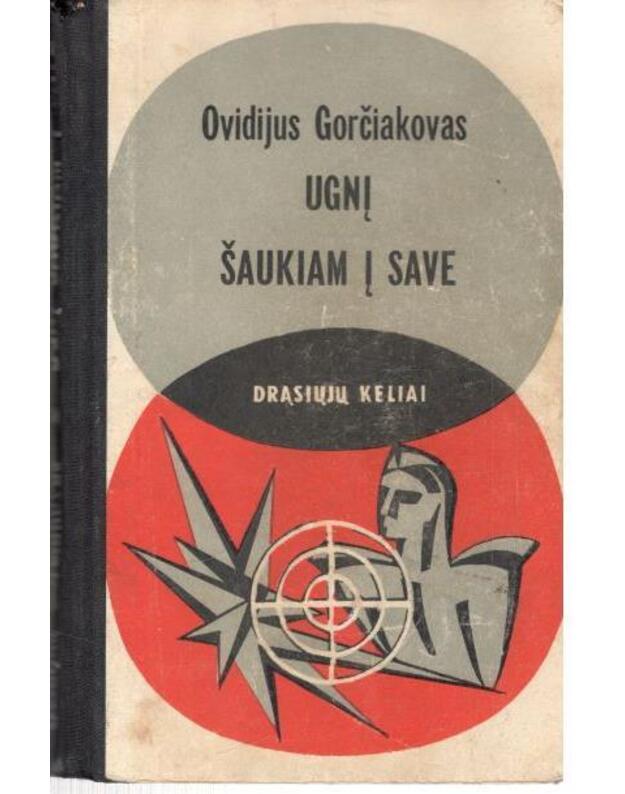 Ovidijus Gorčiakovas
UGNĮ
ŠAUKIAM Į SAVE
DRĄSIŲJŲ KELIAI